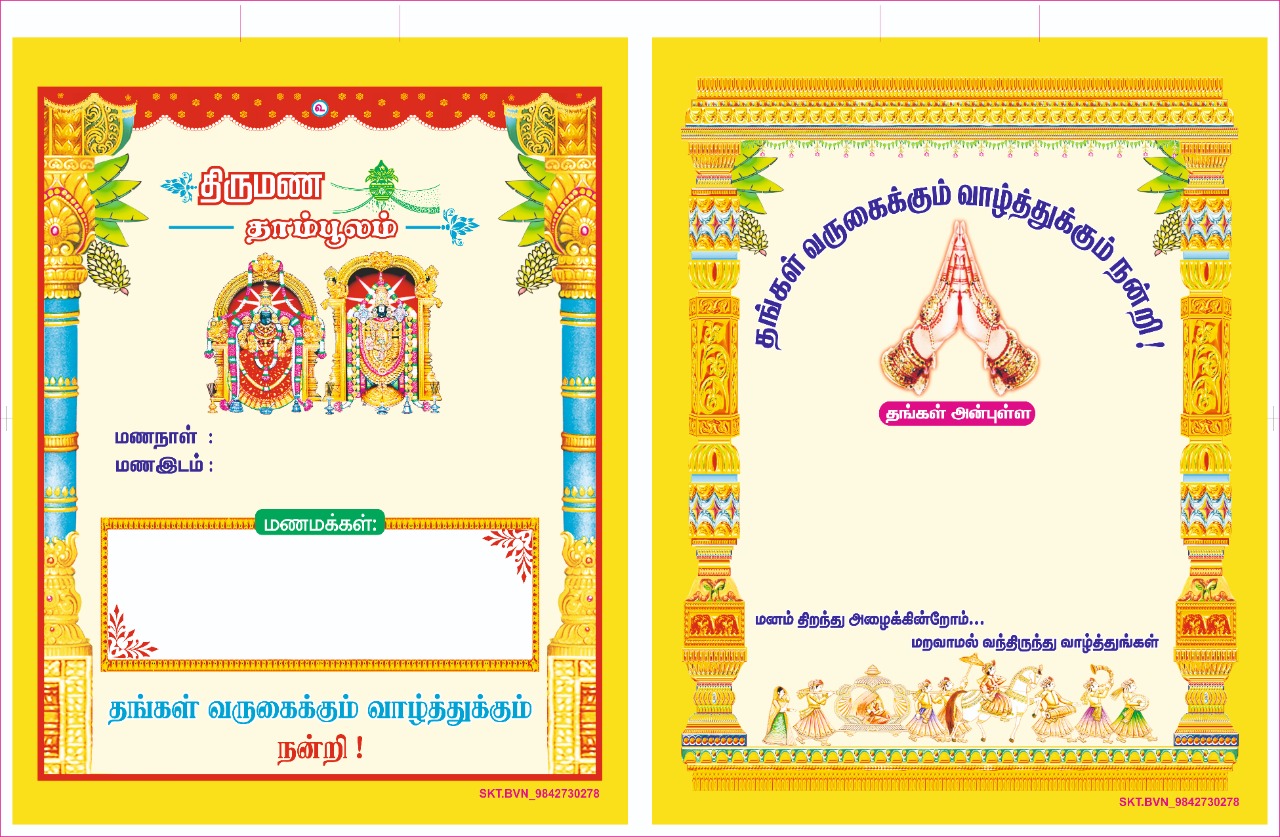 உ
திருமண
தாம்பூலம்
மணநாள் :
மணஇடம் :
மணமக்கள்:
தங்கள் வருகைக்கும் வாழ்த்துக்கும்
நன்றி !
SKT.BVN_9842730278
தங்கள் வருகைக்கும் வாழ்த்துக்கும் நன்றி !
தங்கள் அன்புள்ள
மனம் திறந்து அழைக்கின்றோம்...
மறவாமல் வந்திருந்து வாழ்த்துங்கள்
SKT.BVN_9842730278